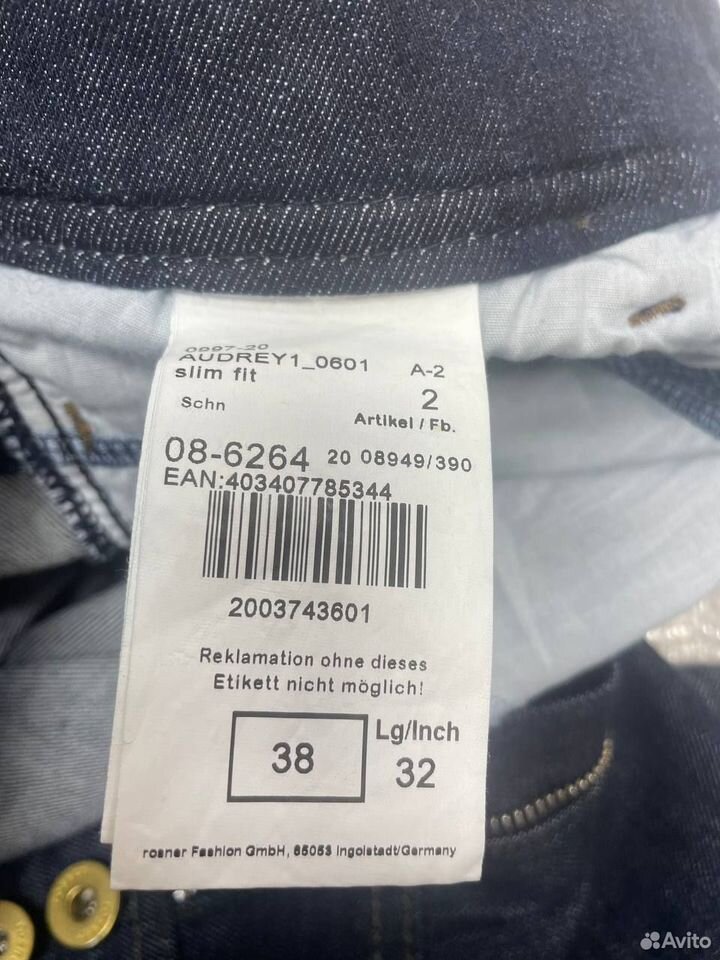 0997-20
AUDREY1_0601 A-2
slim fit 2
Schn Artikel / Fb.
08-6264 20 08949/390
EAN:403407785344
2003743601
Reklamation ohne dieses
Etikett nicht möglich!
38 Lg/Inch
32
rosner Fashion GmbH, 85053 Ingolstadt/Germany
Avito